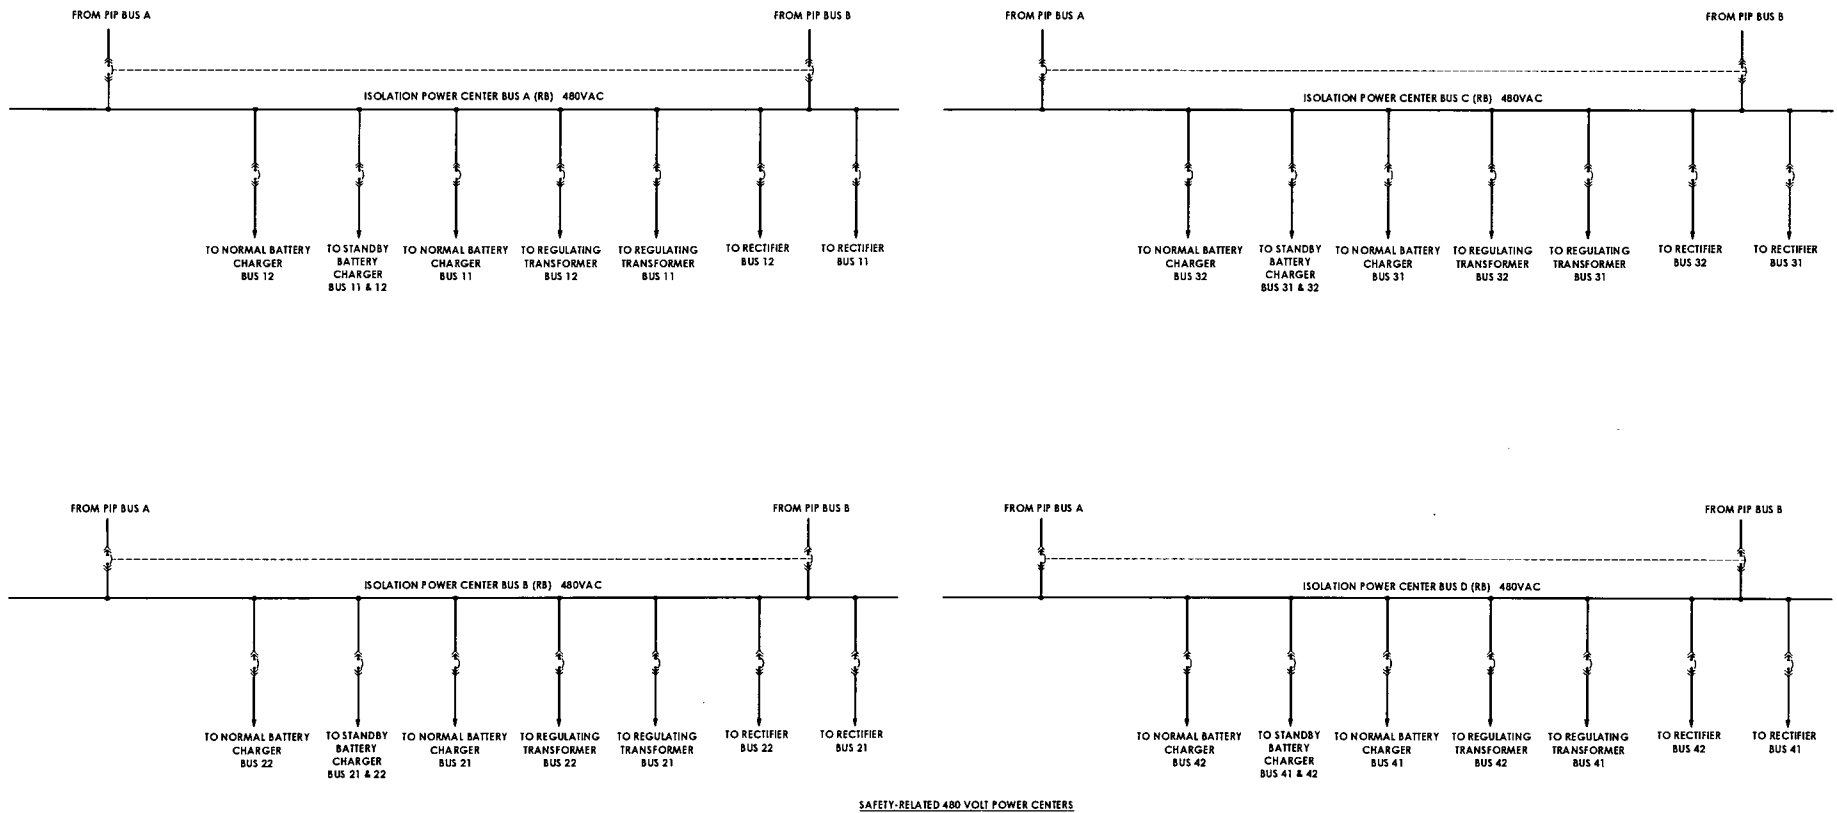 FROM PIP BUS A
FROM PIP BUS B
ISOLATION POWER CENTER BUS A (RB) 480VAC
TO NORMAL BATTERY
CHARGER
BUS 12
TO STANDBY
BATTERY
CHARGER
BUS 11 & 12
TO NORMAL BATTERY
CHARGER
BUS 11
TO REGULATING
TRANSFORMER
BUS 12
TO REGULATING
TRANSFORMER
BUS 11
TO RECTIFIER
BUS 12
TO RECTIFIER
BUS 11
FROM PIP BUS A
FROM PIP BUS B
ISOLATION POWER CENTER BUS C (RB) 480VAC
TO NORMAL BATTERY
CHARGER
BUS 32
TO STANDBY
BATTERY
CHARGER
BUS 31 & 32
TO NORMAL BATTERY
CHARGER
BUS 31
TO REGULATING
TRANSFORMER
BUS 32
TO REGULATING
TRANSFORMER
BUS 31
TO RECTIFIER
BUS 32
TO RECTIFIER
BUS 31
FROM PIP BUS A
FROM PIP BUS B
ISOLATION POWER CENTER BUS B (RB) 480VAC
TO NORMAL BATTERY
CHARGER
BUS 22
TO STANDBY
BATTERY
CHARGER
BUS 21 & 22
TO NORMAL BATTERY
CHARGER
BUS 21
TO REGULATING
TRANSFORMER
BUS 22
TO REGULATING
TRANSFORMER
BUS 21
TO RECTIFIER
BUS 22
TO RECTIFIER
BUS 21
FROM PIP BUS A
FROM PIP BUS B
ISOLATION POWER CENTER BUS D (RB) 480VAC
TO NORMAL BATTERY
CHARGER
BUS 42
TO STANDBY
BATTERY
CHARGER
BUS 41 & 42
TO NORMAL BATTERY
CHARGER
BUS 41
TO REGULATING
TRANSFORMER
BUS 42
TO REGULATING
TRANSFORMER
BUS 41
TO RECTIFIER
BUS 42
TO RECTIFIER
BUS 41
SAFETY-RELATED 480 VOLT POWER CENTERS